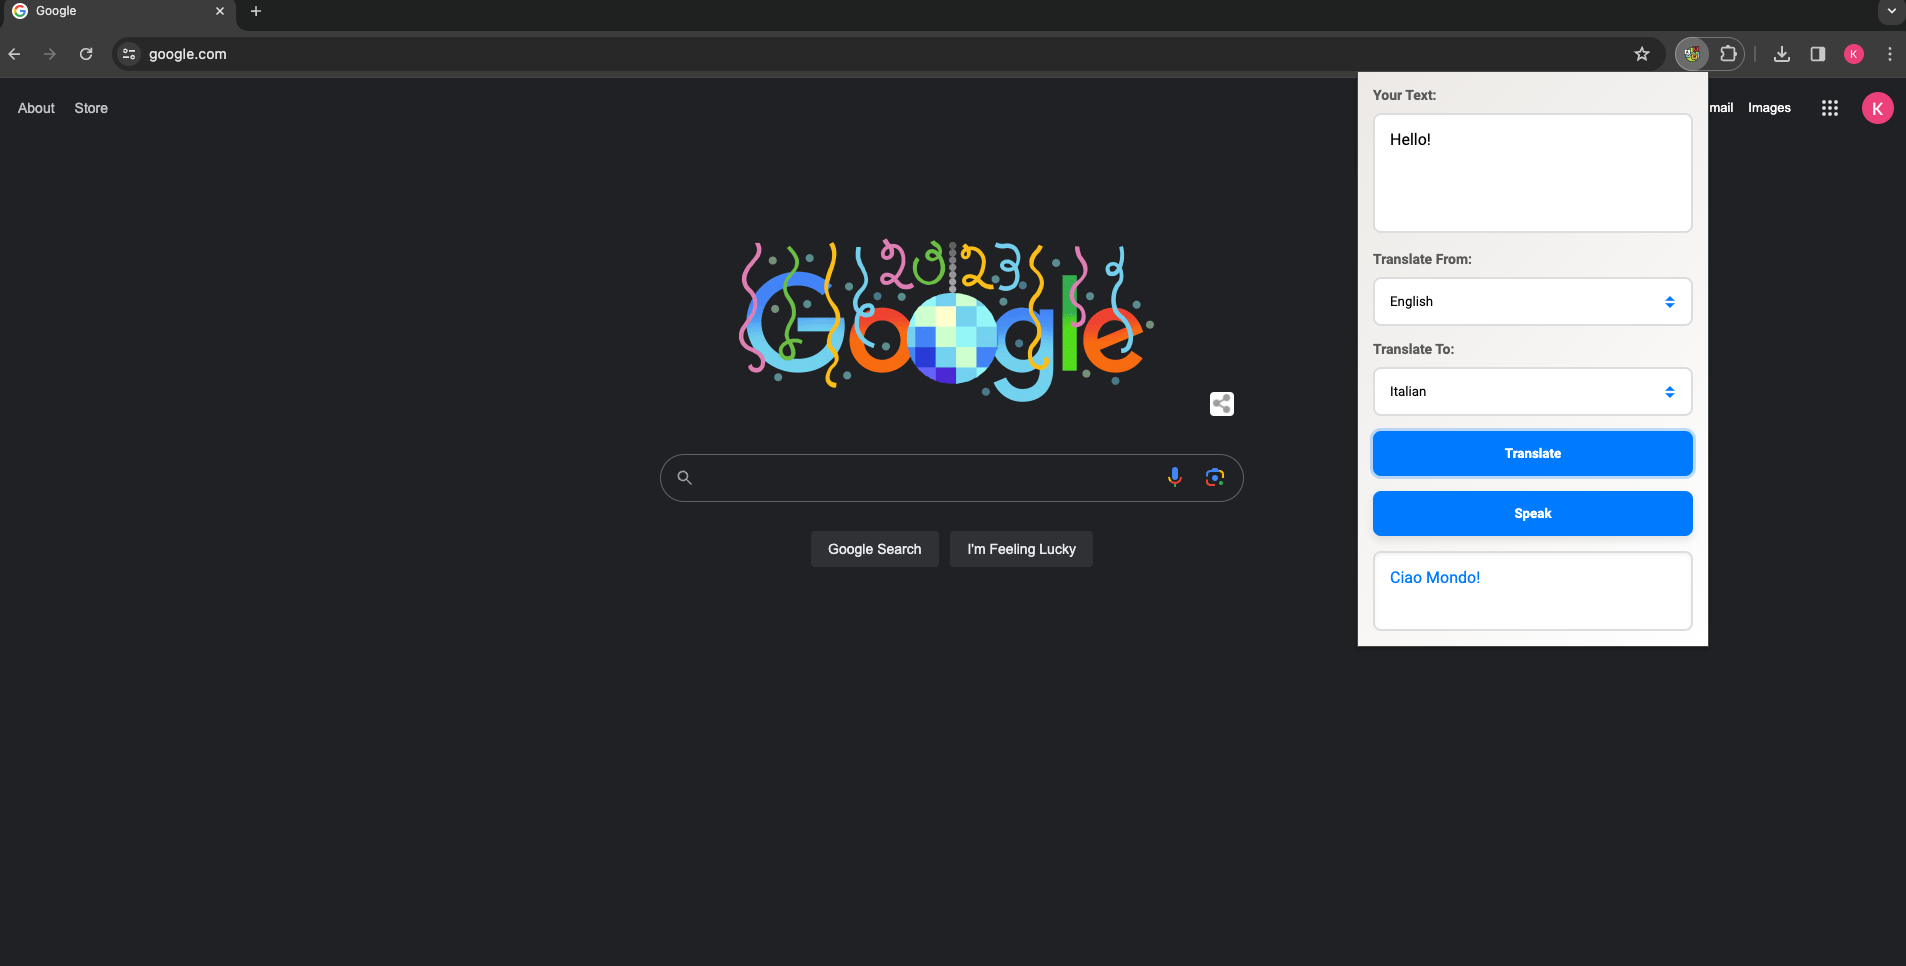 Google
google.com
About Store
mail Images
K
K
Your Text:
Hello!
Translate From:
English
Translate To:
Italian
Translate
Speak
Ciao Mondo!
2023
Google
Google Search I'm Feeling Lucky